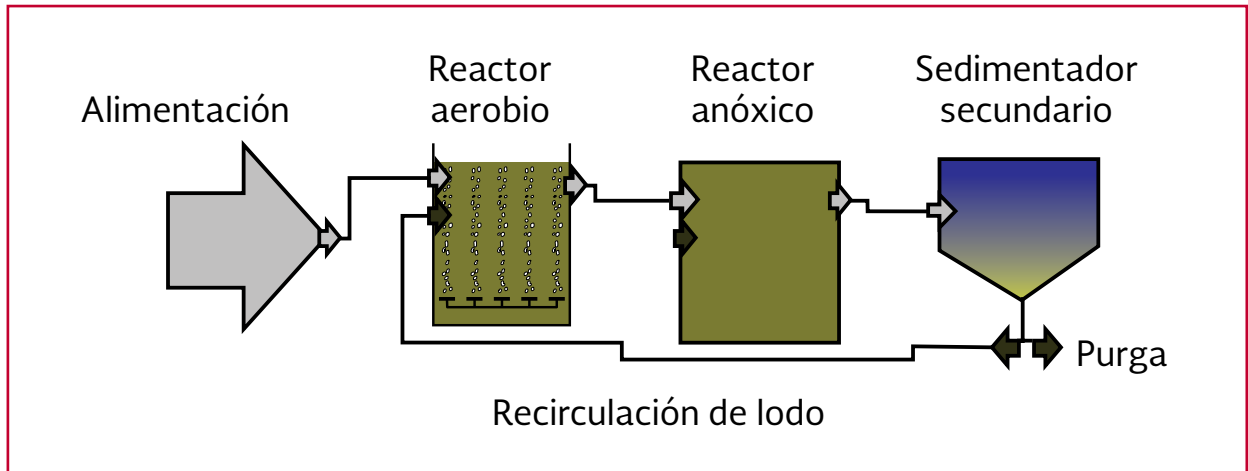 Alimentación
Reactor
aerobio
Reactor
anóxico
Sedimentador
secundario
Purga
Recirculación de lodo